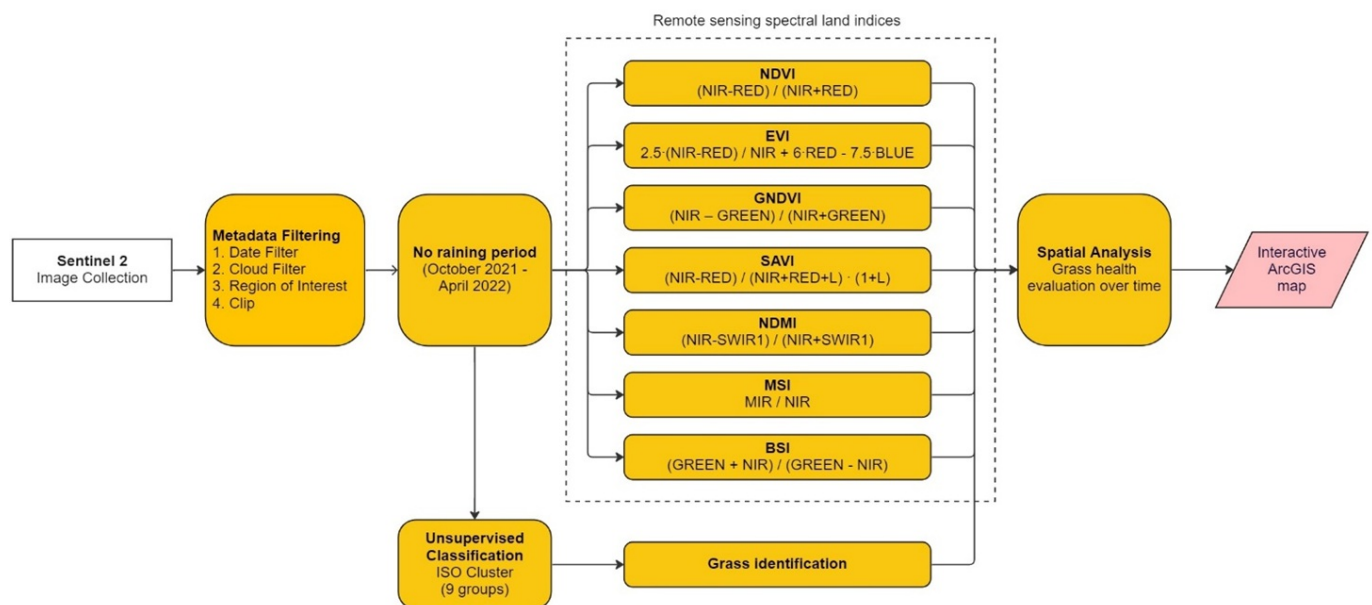 Remote sensing spectral land indices
Sentinel 2
Image Collection
Metadata Filtering
1. Date Filter
2. Cloud Filter
3. Region of Interest
4. Clip
No raining period
(October 2021 -
April 2022)
NDVI
(NIR-RED) / (NIR+RED)
EVI
2.5·(NIR-RED) / NIR + 6·RED - 7.5·BLUE
GNDVI
(NIR – GREEN) / (NIR+GREEN)
SAVI
(NIR-RED) / (NIR+RED+L) · (1+L)
NDMI
(NIR-SWIR1) / (NIR+SWIR1)
MSI
MIR / NIR
BSI
(GREEN + NIR) / (GREEN - NIR)
Unsupervised
Classification
ISO Cluster
(9 groups)
Grass identification
Spatial Analysis
Grass health
evaluation over time
Interactive
ArcGIS
map